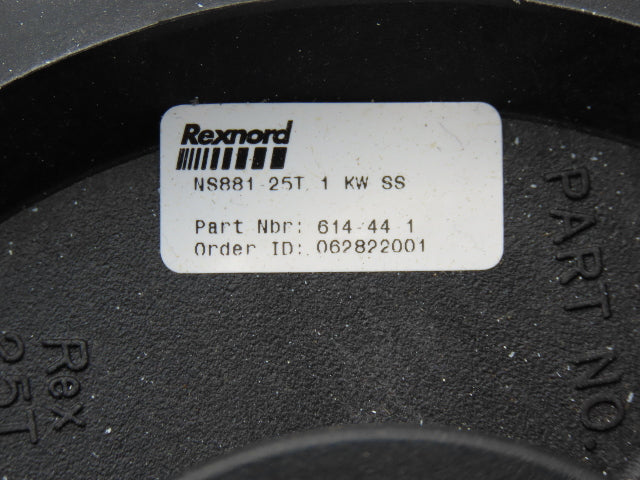 Rexnord
NS881-25T 1 KW SS
Part Nbr: 614-44-1
Order ID: 062822001
PART NO.
Rex
25T